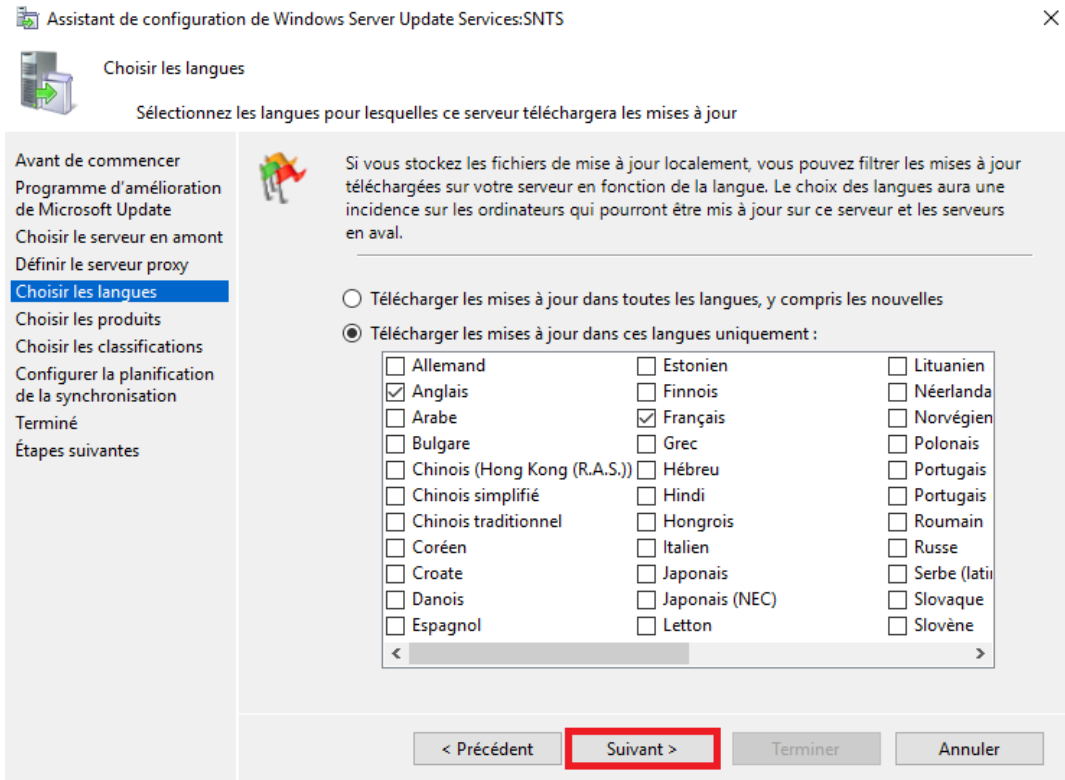 Assistant de configuration de Windows Server Update Services:SNTS
Choisir les langues
Sélectionnez les langues pour lesquelles ce serveur téléchargera les mises à jour
Avant de commencer
Programme d'amélioration
de Microsoft Update
Choisir le serveur en amont
Définir le serveur proxy
Choisir les langues
Choisir les produits
Choisir les classifications
Configurer la planification
de la synchronisation
Terminé
Étapes suivantes
Si vous stockez les fichiers de mise à jour localement, vous pouvez filtrer les mises à jour
téléchargées sur votre serveur en fonction de la langue. Le choix des langues aura une
incidence sur les ordinateurs qui pourront être mis à jour sur ce serveur et les serveurs
en aval.
Télécharger les mises à jour dans toutes les langues, y compris les nouvelles
Télécharger les mises à jour dans ces langues uniquement :
Allemand
Anglais
Arabe
Bulgare
Chinois (Hong Kong (R.A.S.))
Chinois simplifié
Chinois traditionnel
Coréen
Croate
Danois
Espagnol
Estonien
Finnois
Français
Grec
Hébreu
Hindi
Hongrois
Italien
Japonais
Japonais (NEC)
Letton
Lituanien
Néerlanda
Norvégien
Polonais
Portugais
Portugais
Roumain
Russe
Serbe (latin
Slovaque
Slovène
< Précédent
Suivant >
Terminer
Annuler